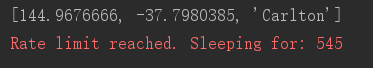 [144.9676666, -37.7980385, 'Carlton']
Rate limit reached. Sleeping for: 545